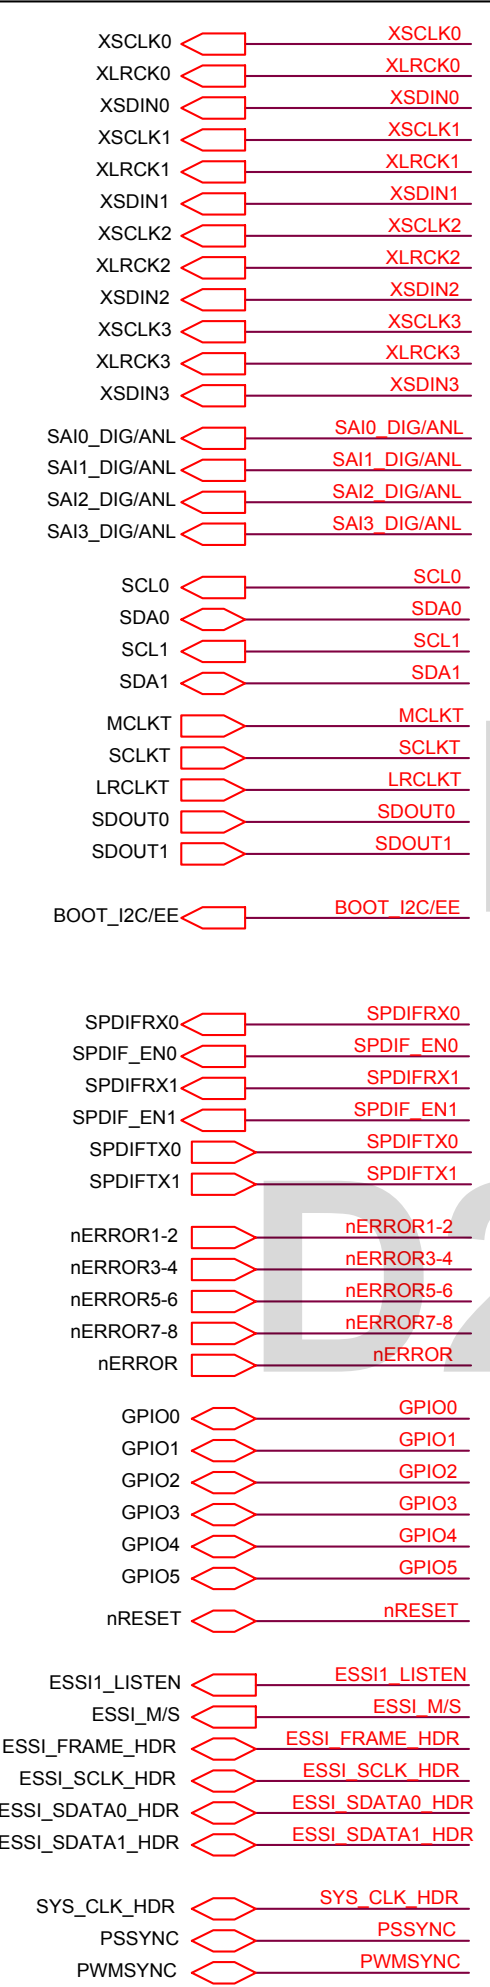 XSCLK0 XSCLK0
XLRCK0 XLRCK0
XSDIN0 XSDIN0
XSCLK1 XSCLK1
XLRCK1 XLRCK1
XSDIN1 XSDIN1
XSCLK2 XSCLK2
XLRCK2 XLRCK2
XSDIN2 XSDIN2
XSCLK3 XSCLK3
XLRCK3 XLRCK3
XSDIN3 XSDIN3
SAI0_DIG/ANL SAI0_DIG/ANL
SAI1_DIG/ANL SAI1_DIG/ANL
SAI2_DIG/ANL SAI2_DIG/ANL
SAI3_DIG/ANL SAI3_DIG/ANL
SCL0 SCL0
SDA0 SDA0
SCL1 SCL1
SDA1 SDA1
MCLKT MCLKT
SCLKT SCLKT
LRCLKT LRCLKT
SDOUT0 SDOUT0
SDOUT1 SDOUT1
BOOT_I2C/EE BOOT_I2C/EE
SPDIFRX0 SPDIFRX0
SPDIF_EN0 SPDIF_EN0
SPDIFRX1 SPDIFRX1
SPDIF_EN1 SPDIF_EN1
SPDIFTX0 SPDIFTX0
SPDIFTX1 SPDIFTX1
nERROR1-2 nERROR1-2
nERROR3-4 nERROR3-4
nERROR5-6 nERROR5-6
nERROR7-8 nERROR7-8
nERROR nERROR
GPIO0 GPIO0
GPIO1 GPIO1
GPIO2 GPIO2
GPIO3 GPIO3
GPIO4 GPIO4
GPIO5 GPIO5
nRESET nRESET
ESSI1_LISTEN ESSI1_LISTEN
ESSI_M/S ESSI_M/S
ESSI_FRAME_HDR ESSI_FRAME_HDR
ESSI_SCLK_HDR ESSI_SCLK_HDR
ESSI_SDATA0_HDR ESSI_SDATA0_HDR
ESSI_SDATA1_HDR ESSI_SDATA1_HDR
SYS_CLK_HDR SYS_CLK_HDR
PSSYNC PSSYNC
PWMSYNC PWMSYNC